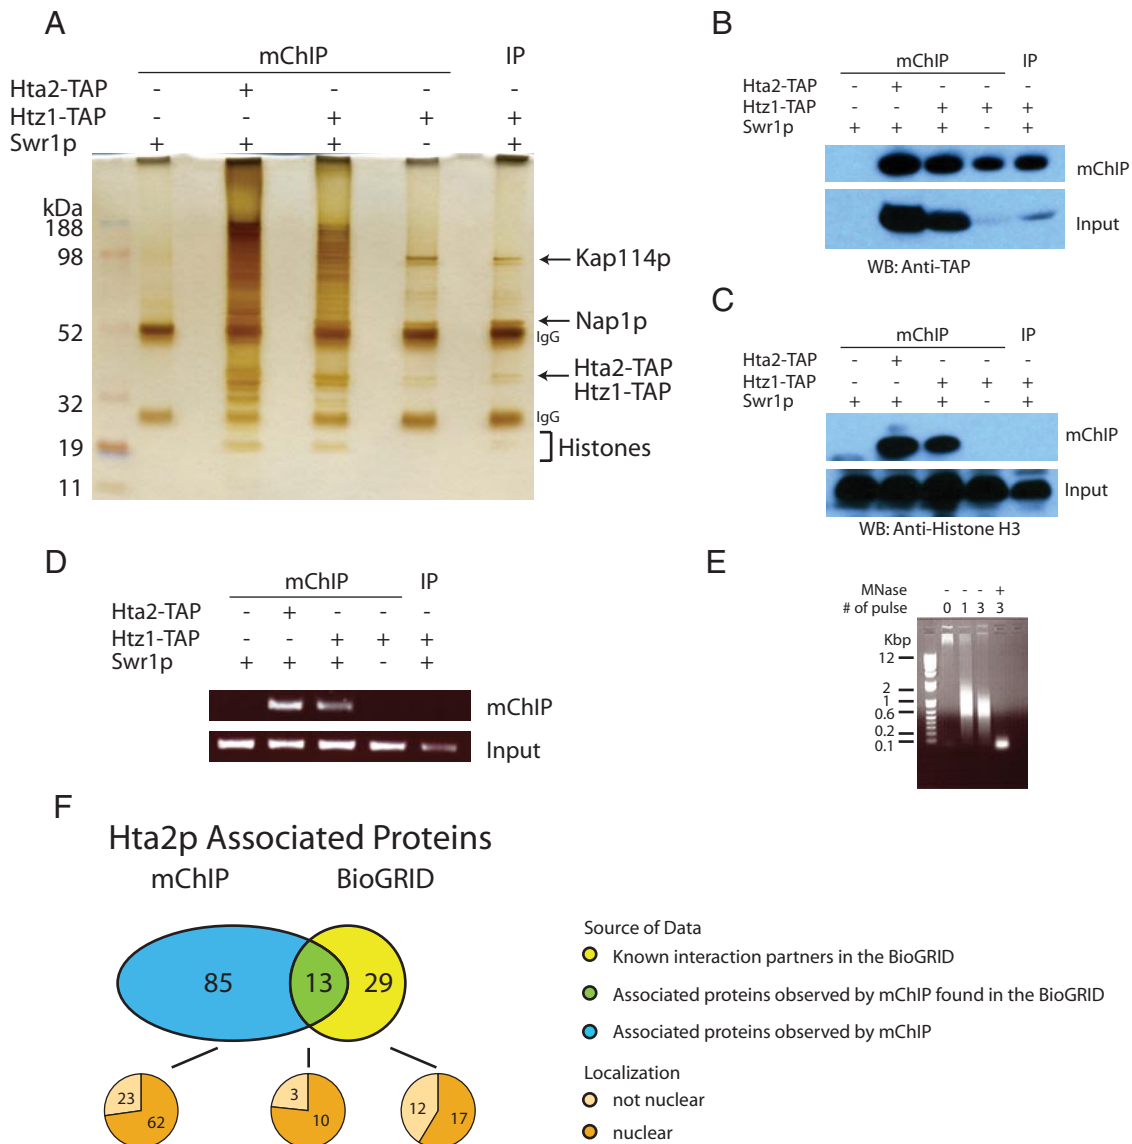 A
mChIP IP
Hta2-TAP - + - - -
Htz1-TAP - - + + +
Swr1p + + + - +
kDa
188
98
52
32
19
11
Kap114p
Nap1p
IgG
Hta2-TAP
Htz1-TAP
IgG
Histones
B
mChIP IP
Hta2-TAP - + - - -
Htz1-TAP - - + + +
Swr1p + + + - +
mChIP
Input
WB: Anti-TAP
C
mChIP IP
Hta2-TAP - + - - -
Htz1-TAP - - + + +
Swr1p + + + - +
mChIP
Input
WB: Anti-Histone H3
D
mChIP IP
Hta2-TAP - + - - -
Htz1-TAP - - + + +
Swr1p + + + - +
mChIP
Input
E
MNase - - - +
# of pulse 0 1 3 3
Kbp
12
2
1
0.6
0.2
0.1
F
Hta2p Associated Proteins
mChIP BioGRID
85 13 29
23 62
3 10
12 17
Source of Data
Known interaction partners in the BioGRID
Associated proteins observed by mChIP found in the BioGRID
Associated proteins observed by mChIP
Localization
not nuclear
nuclear